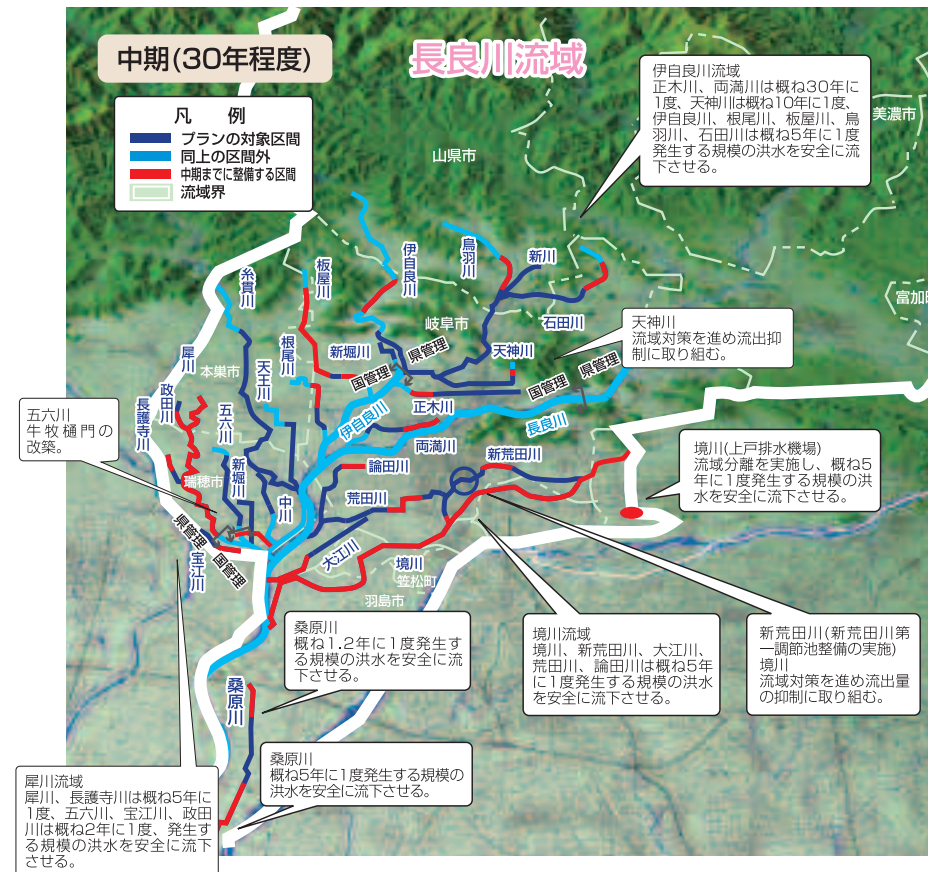 中期(30年程度)
長良川流域
凡 例
プランの対象区間
同上の区間外
中期までに整備する区間
流域界
伊自良川流域
正木川、両満川は概ね30年に
1度、天神川は概ね10年に1度、
伊自良川、根尾川、板屋川、鳥
羽川、石田川は概ね5年に1度
発生する規模の洪水を安全に流
下させる。
美濃市
山県市
富加町
糸貫川
板屋川
伊自良川
鳥羽川
新川
石田川
岐阜市
天神川
天神川
流域対策を進め流出抑
制に取り組む。
犀川
本巣市
天王川
根尾川
新堀川
県管理
国管理
国管理
県管理
政田川
長護寺川
五六川
正木川
伊自良川
長良川
両満川
五六川
牛牧樋門の
改築。
瑞穂市
新堀川
中川
論田川
新荒田川
荒田川
境川(上戸排水機場)
流域分離を実施し、概ね5
年に1度発生する規模の洪
水を安全に流下させる。
県管理
国管理
宝江川
大江川
境川
笠松町
羽島市
桑原川
概ね1.2年に1度発生す
る規模の洪水を安全に流
下させる。
境川流域
境川、新荒田川、大江川、
荒田川、論田川は概ね5年
に1度発生する規模の洪水
を安全に流下させる。
新荒田川(新荒田川第
一調節池整備の実施)
境川
流域対策を進め流出量
の抑制に取り組む。
桑原川
桑原川
概ね5年に1度発生する規模の
洪水を安全に流下させる。
犀川流域
犀川、長護寺川は概ね5年に
1度、五六川、宝江川、政田
川は概ね2年に1度、発生す
る規模の洪水を安全に流下
させる。